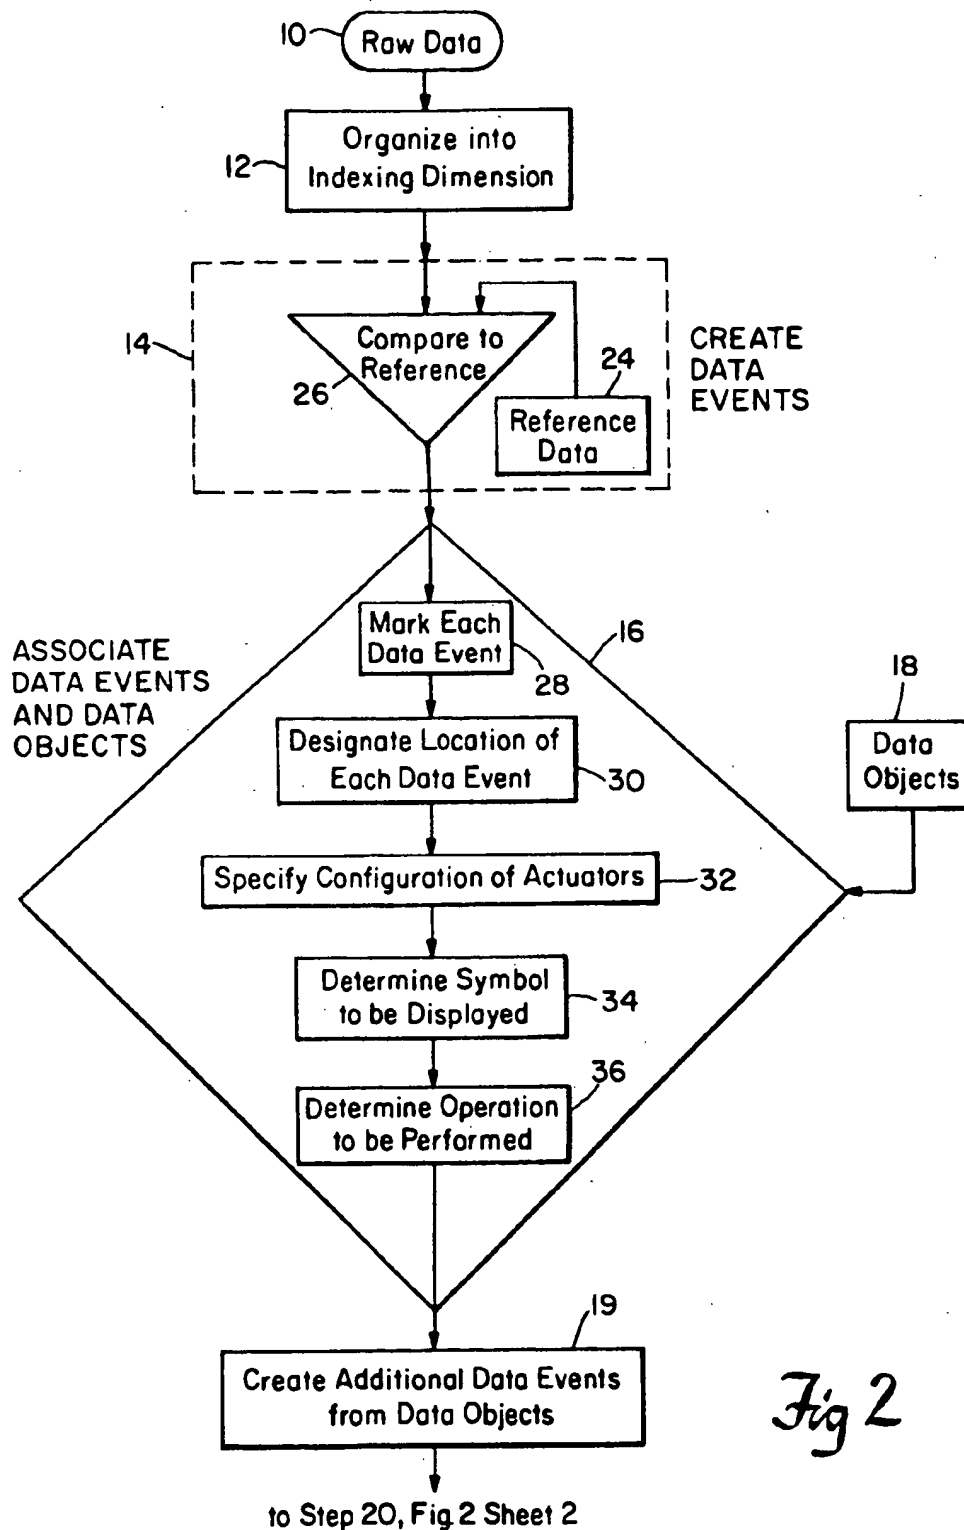 10
Raw Data
12
Organize into
Indexing Dimension
14
Compare to
Reference
26
24
Reference
Data
CREATE
DATA
EVENTS
ASSOCIATE
DATA EVENTS
AND DATA
OBJECTS
Mark Each
Data Event
28
16
18
Data
Objects
Designate Location of
Each Data Event
30
Specify Configuration of Actuators
32
Determine Symbol
to be Displayed
34
36
Determine Operation
to be Performed
19
Create Additional Data Events
from Data Objects
Fig 2
to Step 20, Fig 2 Sheet 2